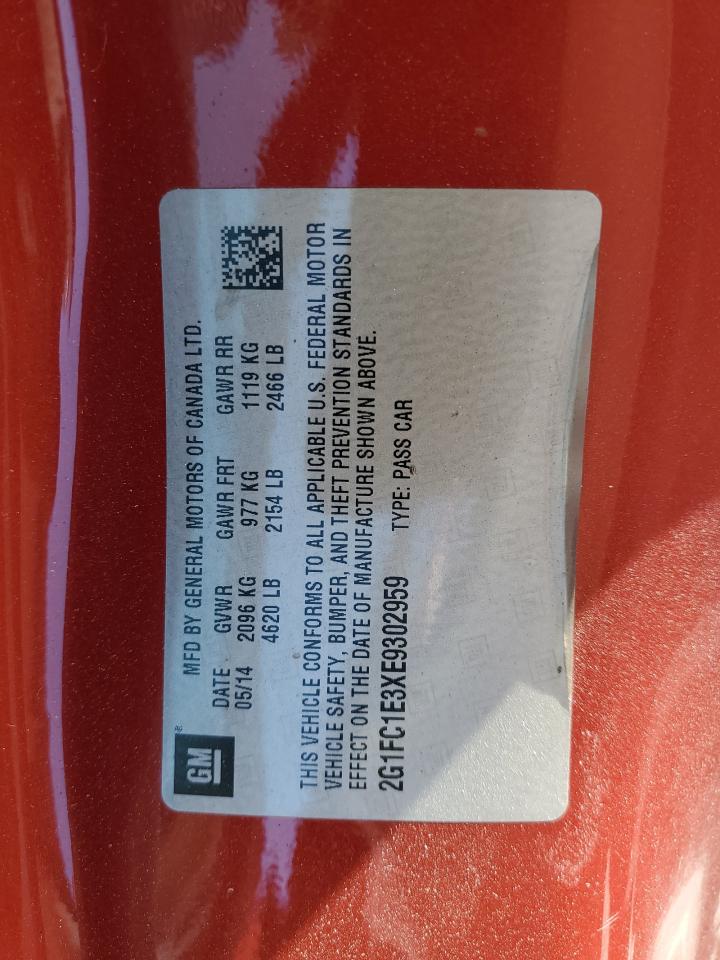 GM
®
MFD BY GENERAL MOTORS OF CANADA LTD.
DATE GVWR GAWR FRT GAWR RR
05/14 2096 KG 977 KG 1119 KG
4620 LB 2154 LB 2466 LB
THIS VEHICLE CONFORMS TO ALL APPLICABLE U.S. FEDERAL MOTOR
VEHICLE SAFETY, BUMPER, AND THEFT PREVENTION STANDARDS IN
EFFECT ON THE DATE OF MANUFACTURE SHOWN ABOVE.
2G1FC1E3XE9302959 TYPE: PASS CAR